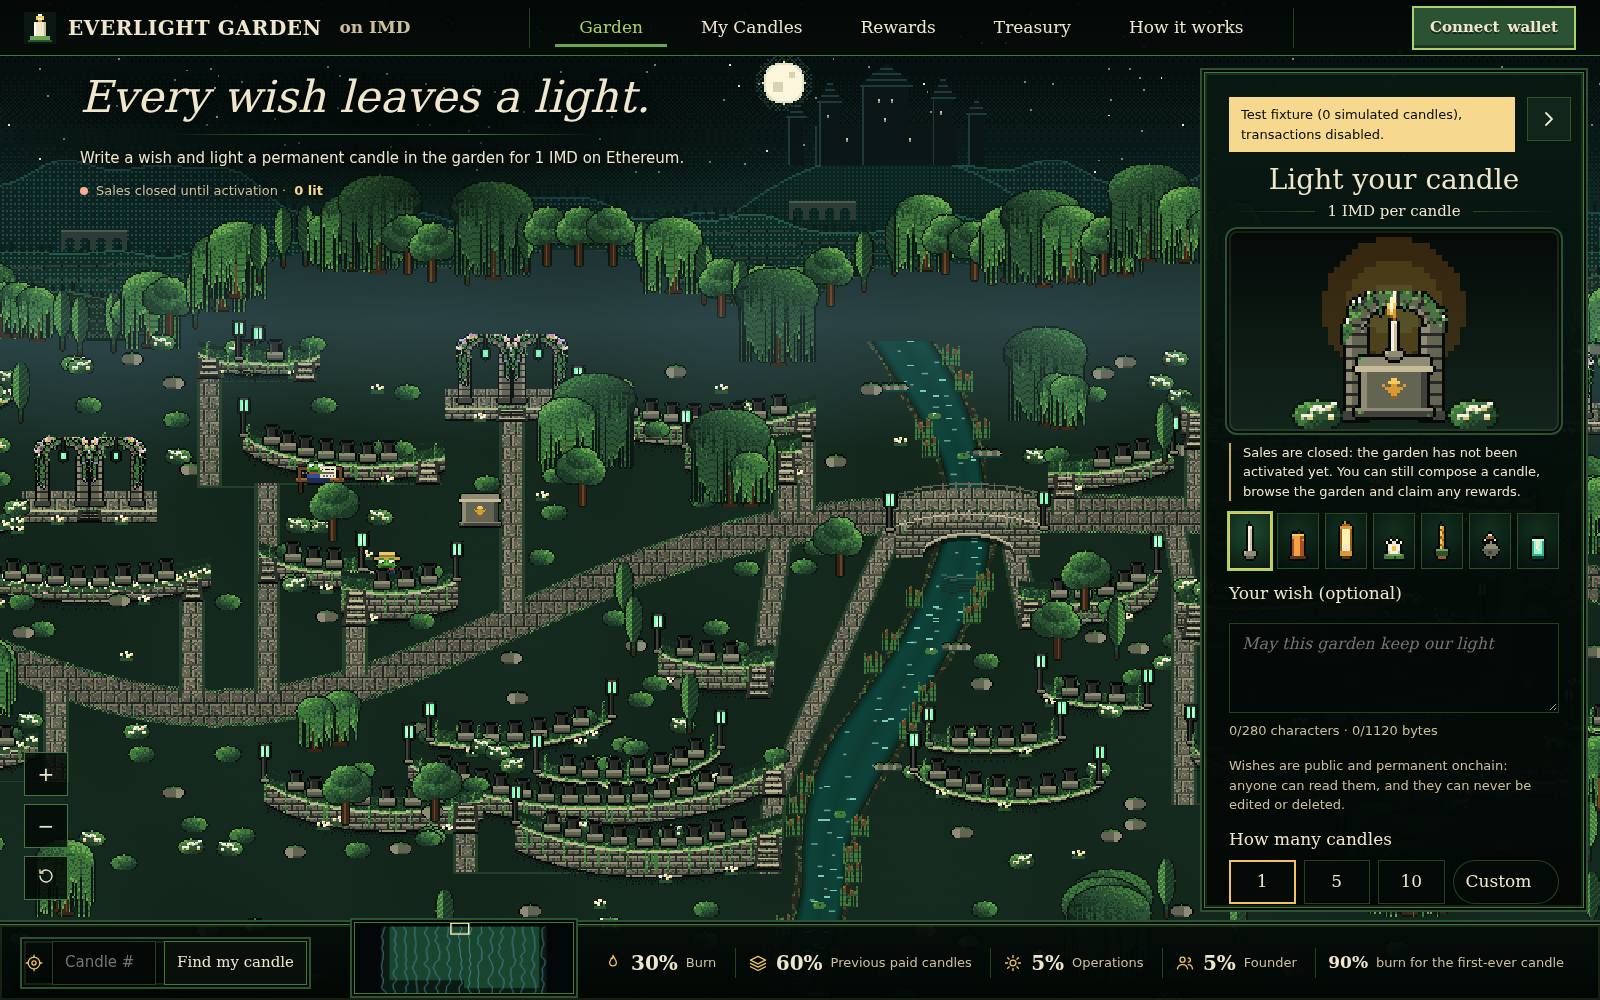 EVERLIGHT GARDEN on IMD
Garden
My Candles
Rewards
Treasury
How it works
Connect wallet
Every wish leaves a light.
Write a wish and light a permanent candle in the garden for 1 IMD on Ethereum.
Sales closed until activation · 0 lit
Test fixture (0 simulated candles),
transactions disabled.
Light your candle
1 IMD per candle
Sales are closed: the garden has not been
activated yet. You can still compose a candle,
browse the garden and claim any rewards.
Your wish (optional)
May this garden keep our light
0/280 characters · 0/1120 bytes
Wishes are public and permanent onchain:
anyone can read them, and they can never be
edited or deleted.
How many candles
1
5
10
Custom
Candle #
Find my candle
30% Burn
60% Previous paid candles
5% Operations
5% Founder
90% burn for the first-ever candle